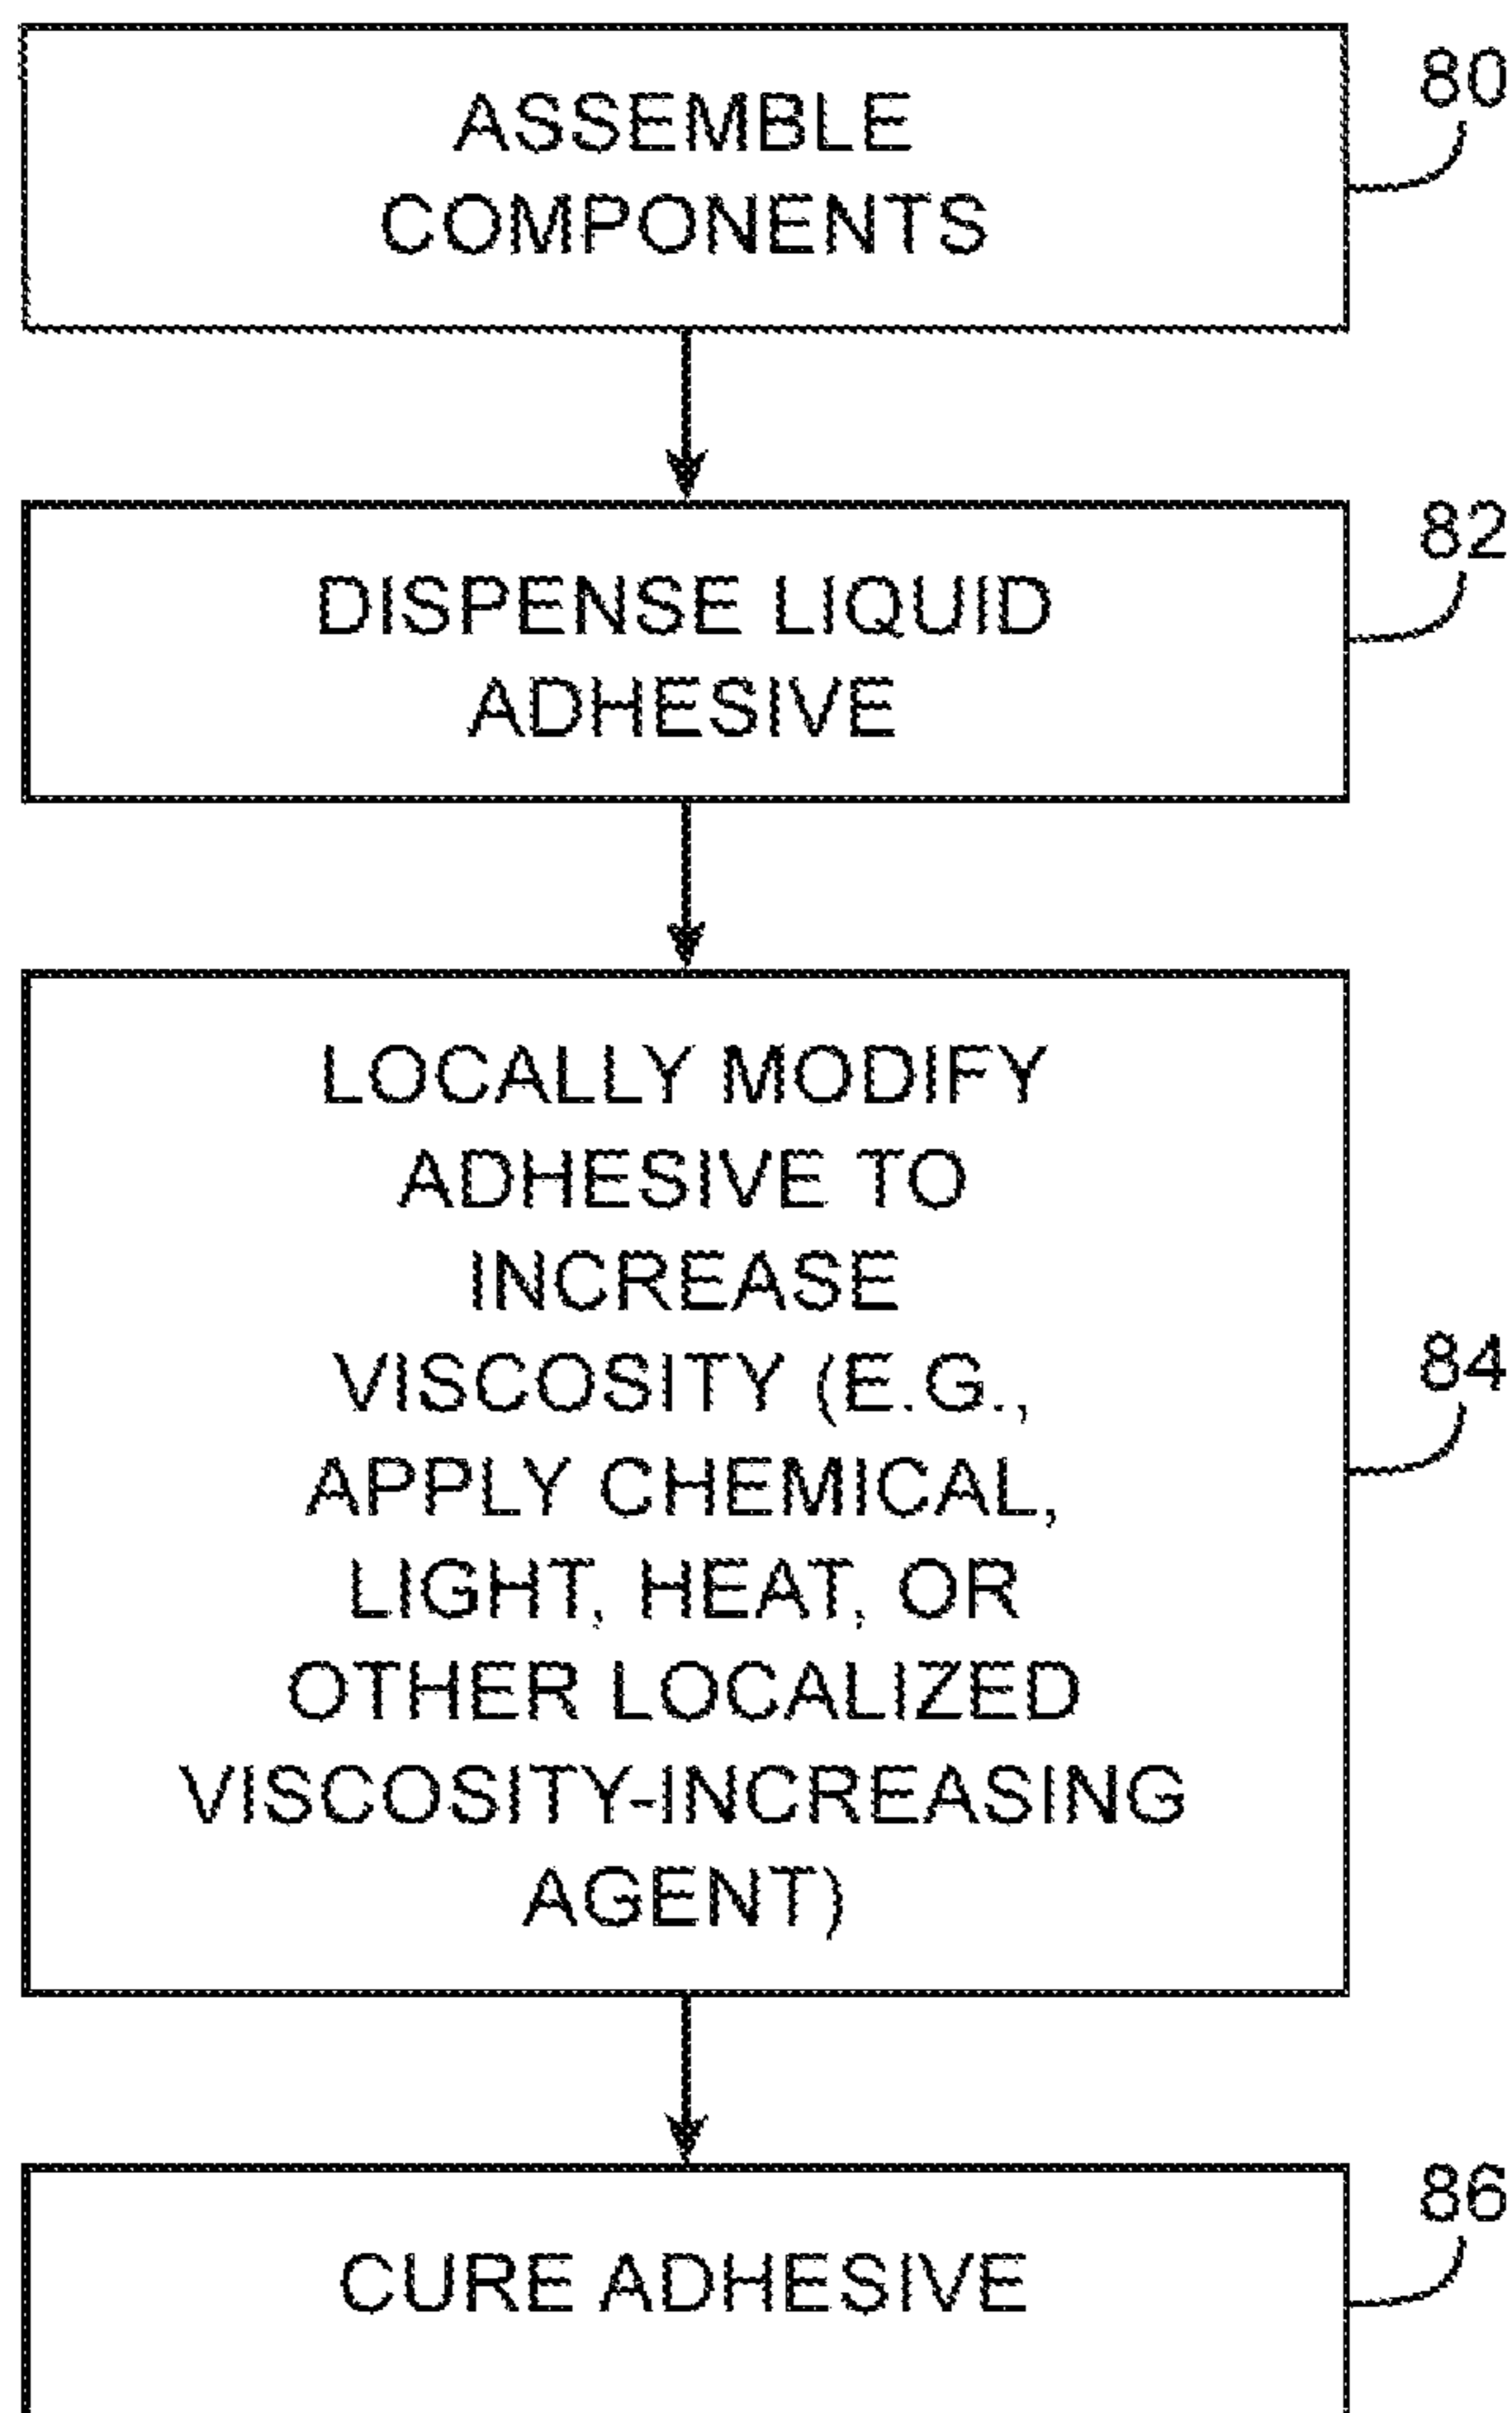 ASSEMBLE
COMPONENTS
80
DISPENSE LIQUID
ADHESIVE
82
LOCALLY MODIFY
ADHESIVE TO
INCREASE
VISCOSITY (E.G.,
APPLY CHEMICAL,
LIGHT, HEAT, OR
OTHER LOCALIZED
VISCOSITY-INCREASING
AGENT)
84
CURE ADHESIVE
86